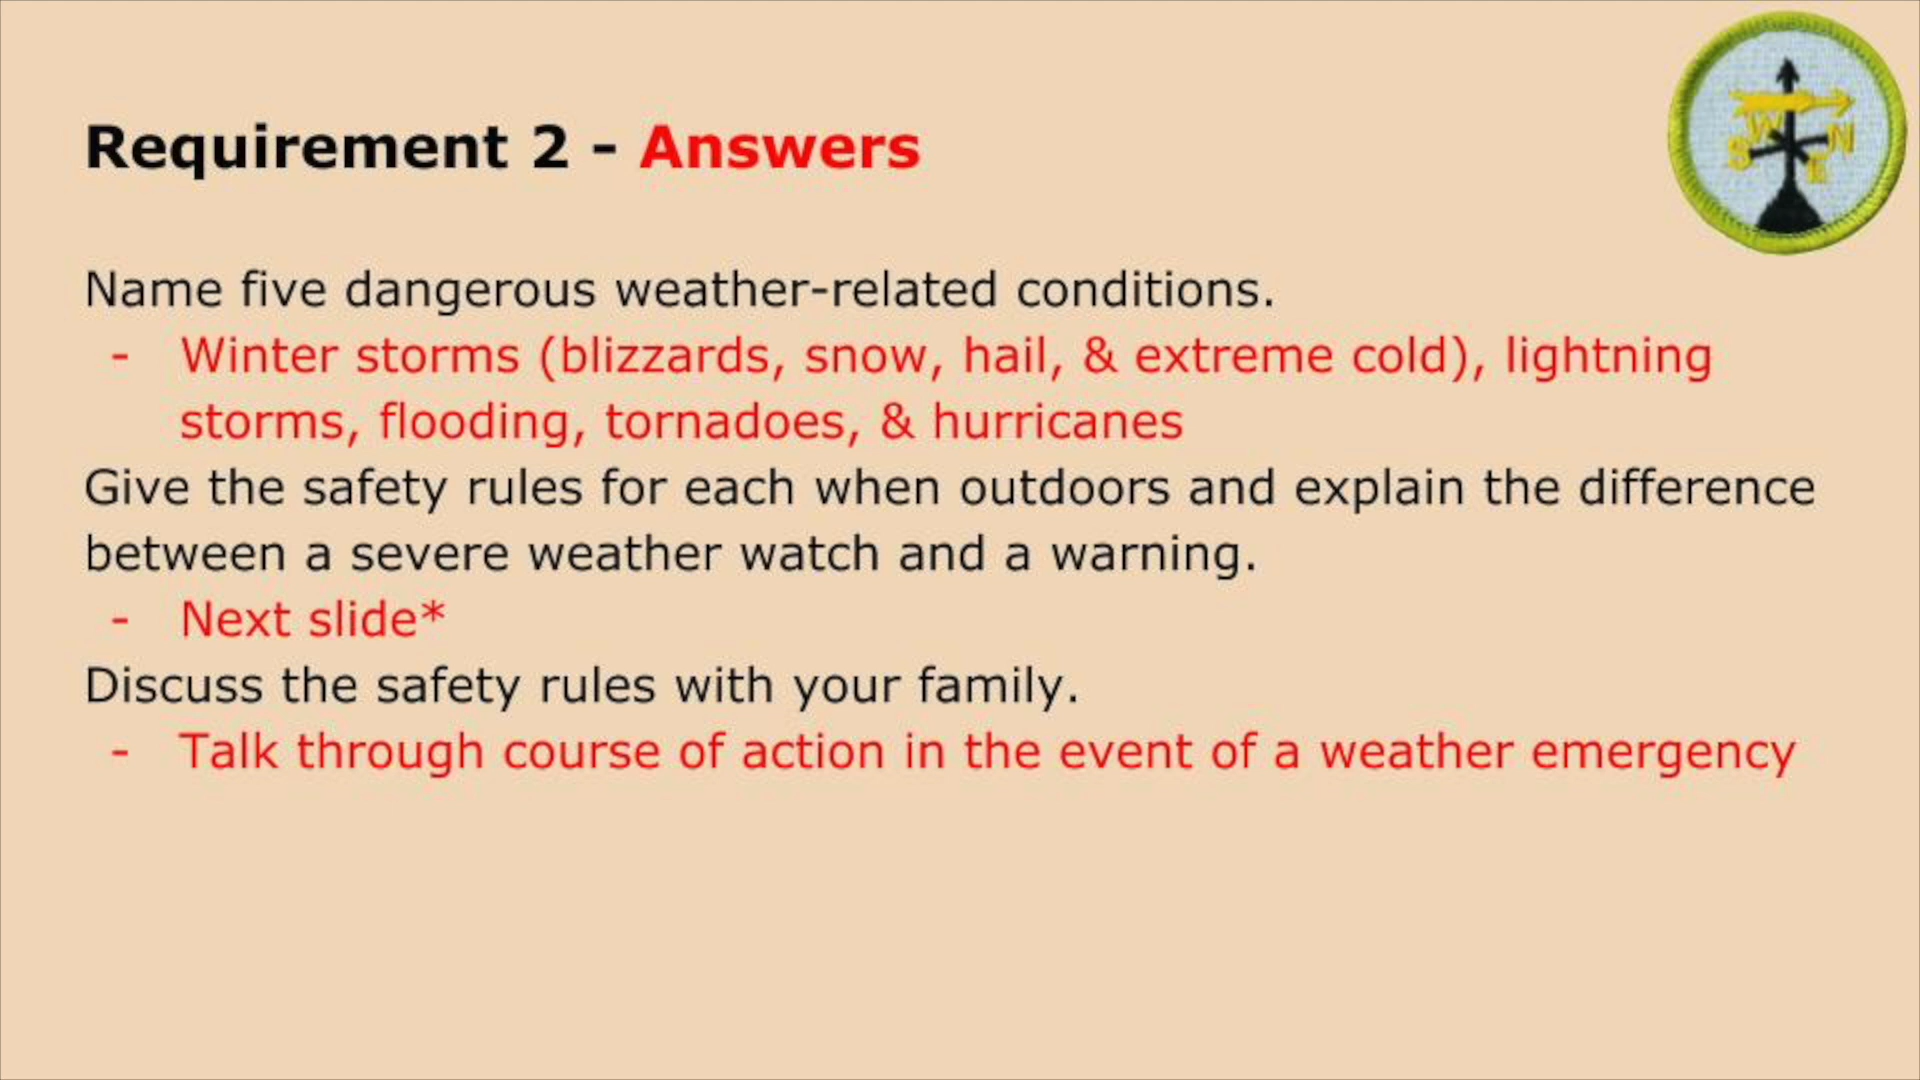 Requirement 2 - Answers
Name five dangerous weather-related conditions.
- Winter storms (blizzards, snow, hail, & extreme cold), lightning
storms, flooding, tornadoes, & hurricanes
Give the safety rules for each when outdoors and explain the difference
between a severe weather watch and a warning.
- Next slide*
Discuss the safety rules with your family.
- Talk through course of action in the event of a weather emergency
W N
S E